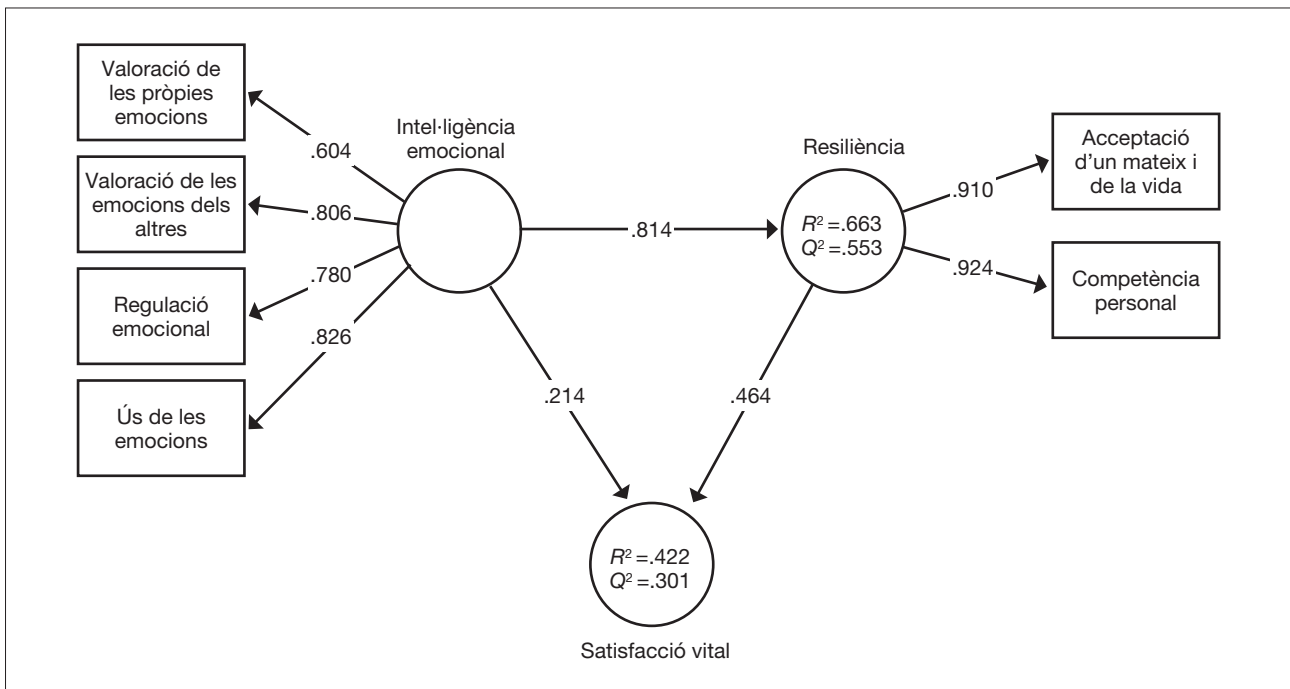 Valoració de
les pròpies
emocions
Valoració de les
emocions dels
altres
Regulació
emocional
Ús de les
emocions
.604
.806
.780
.826
Intel·ligència
emocional
.814
.214
Resiliència
R² =.663
Q² =.553
.464
.910
.924
Acceptació
d’un mateix i
de la vida
Competència
personal
R² =.422
Q² =.301
Satisfacció vital